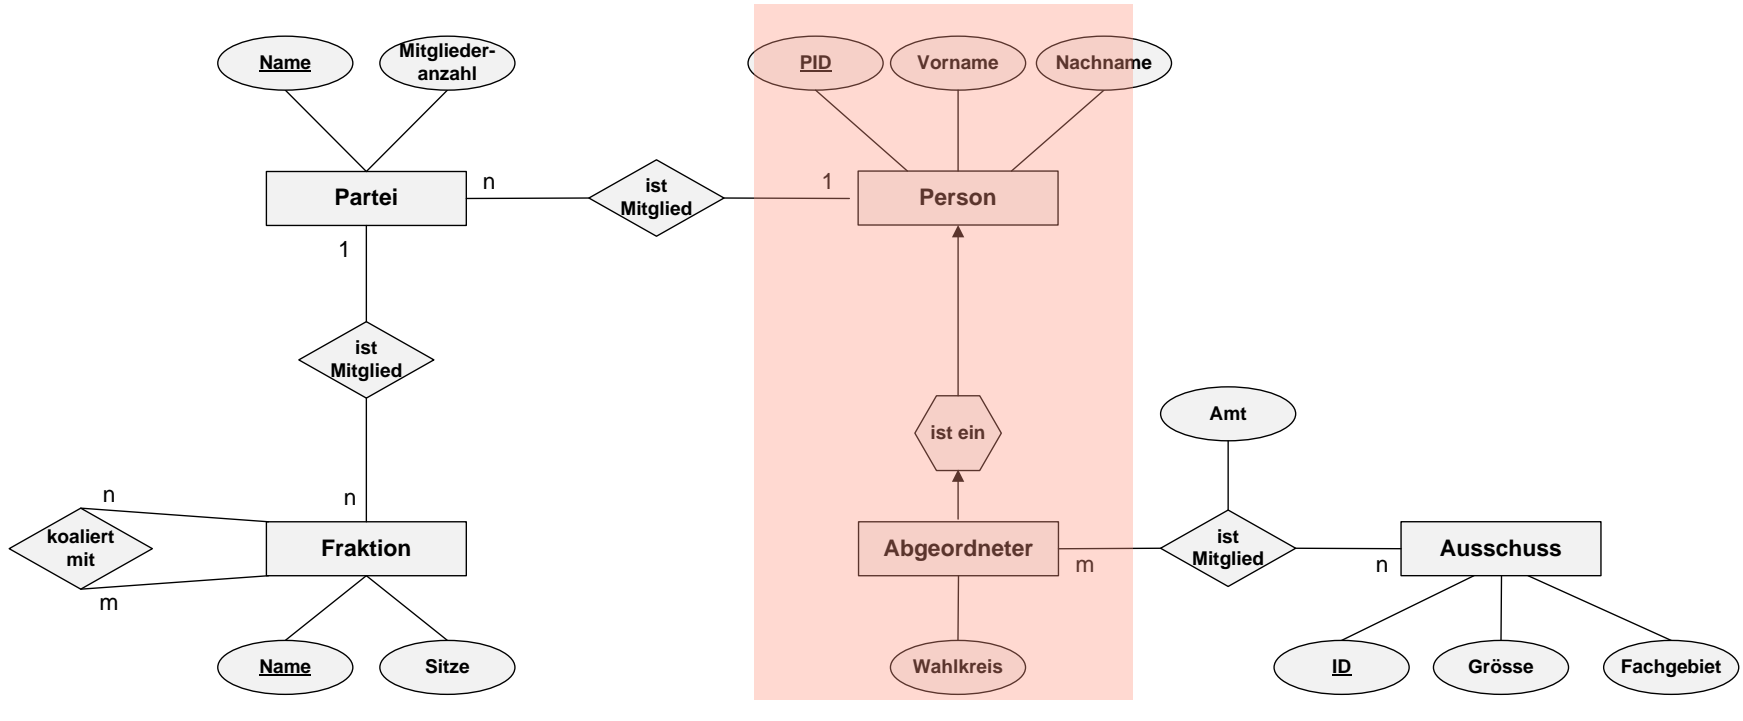 Name
Mitglieder-
anzahl
PID
Vorname
Nachname
Partei
n
ist
Mitglied
1
Person
1
ist
Mitglied
n
ist ein
Amt
n
koaliert
mit
m
Fraktion
Abgeordneter
m
ist
Mitglied
n
Ausschuss
Name
Sitze
Wahlkreis
ID
Grösse
Fachgebiet